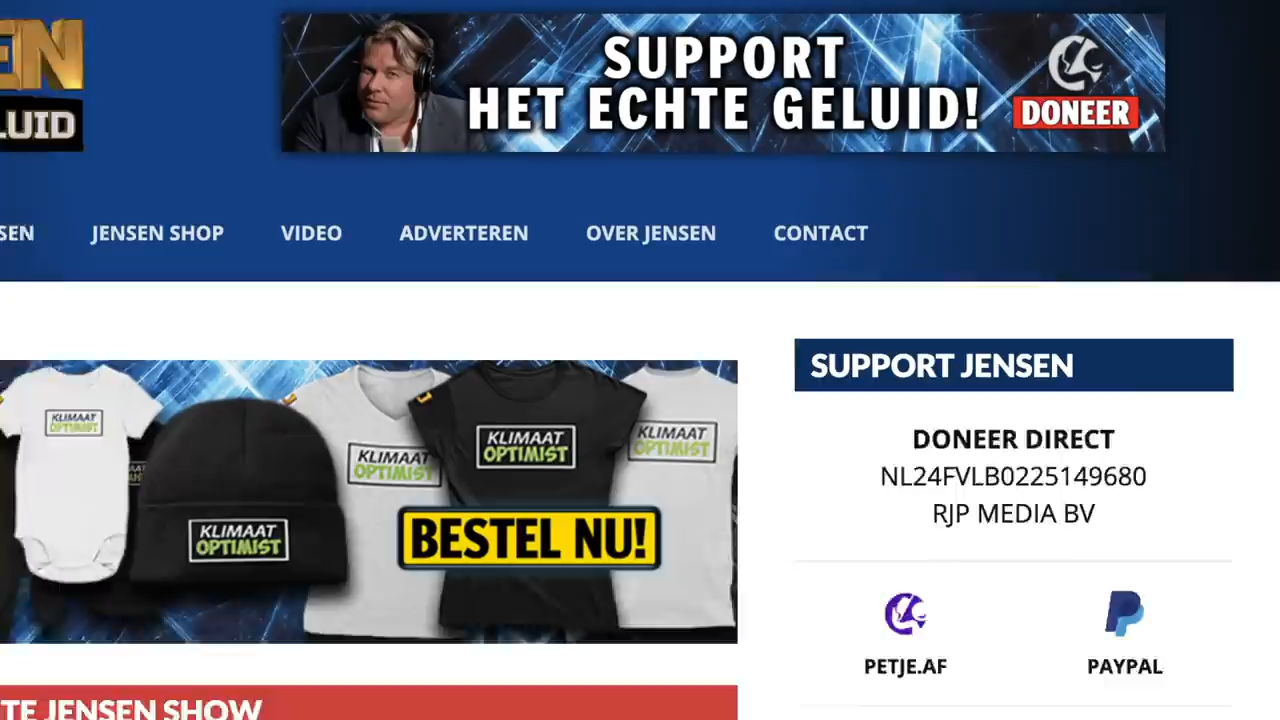 EN
LUID
SUPPORT
HET ECHTE GELUID!
DONEER
SEN JENSEN SHOP VIDEO ADVERTEREN OVER JENSEN CONTACT
KLIMAAT
OPTIMIST
KLIMAAT
OPTIMIST
KLIMAAT
OPTIMIST
KLIMAAT
OPTIMIST
KLIMAAT
OPTIMIST
BESTEL NU!
TE JENSEN SHOW
SUPPORT JENSEN
DONEER DIRECT
NL24FVLB0225149680
RJP MEDIA BV
PETJE.AF
PAYPAL